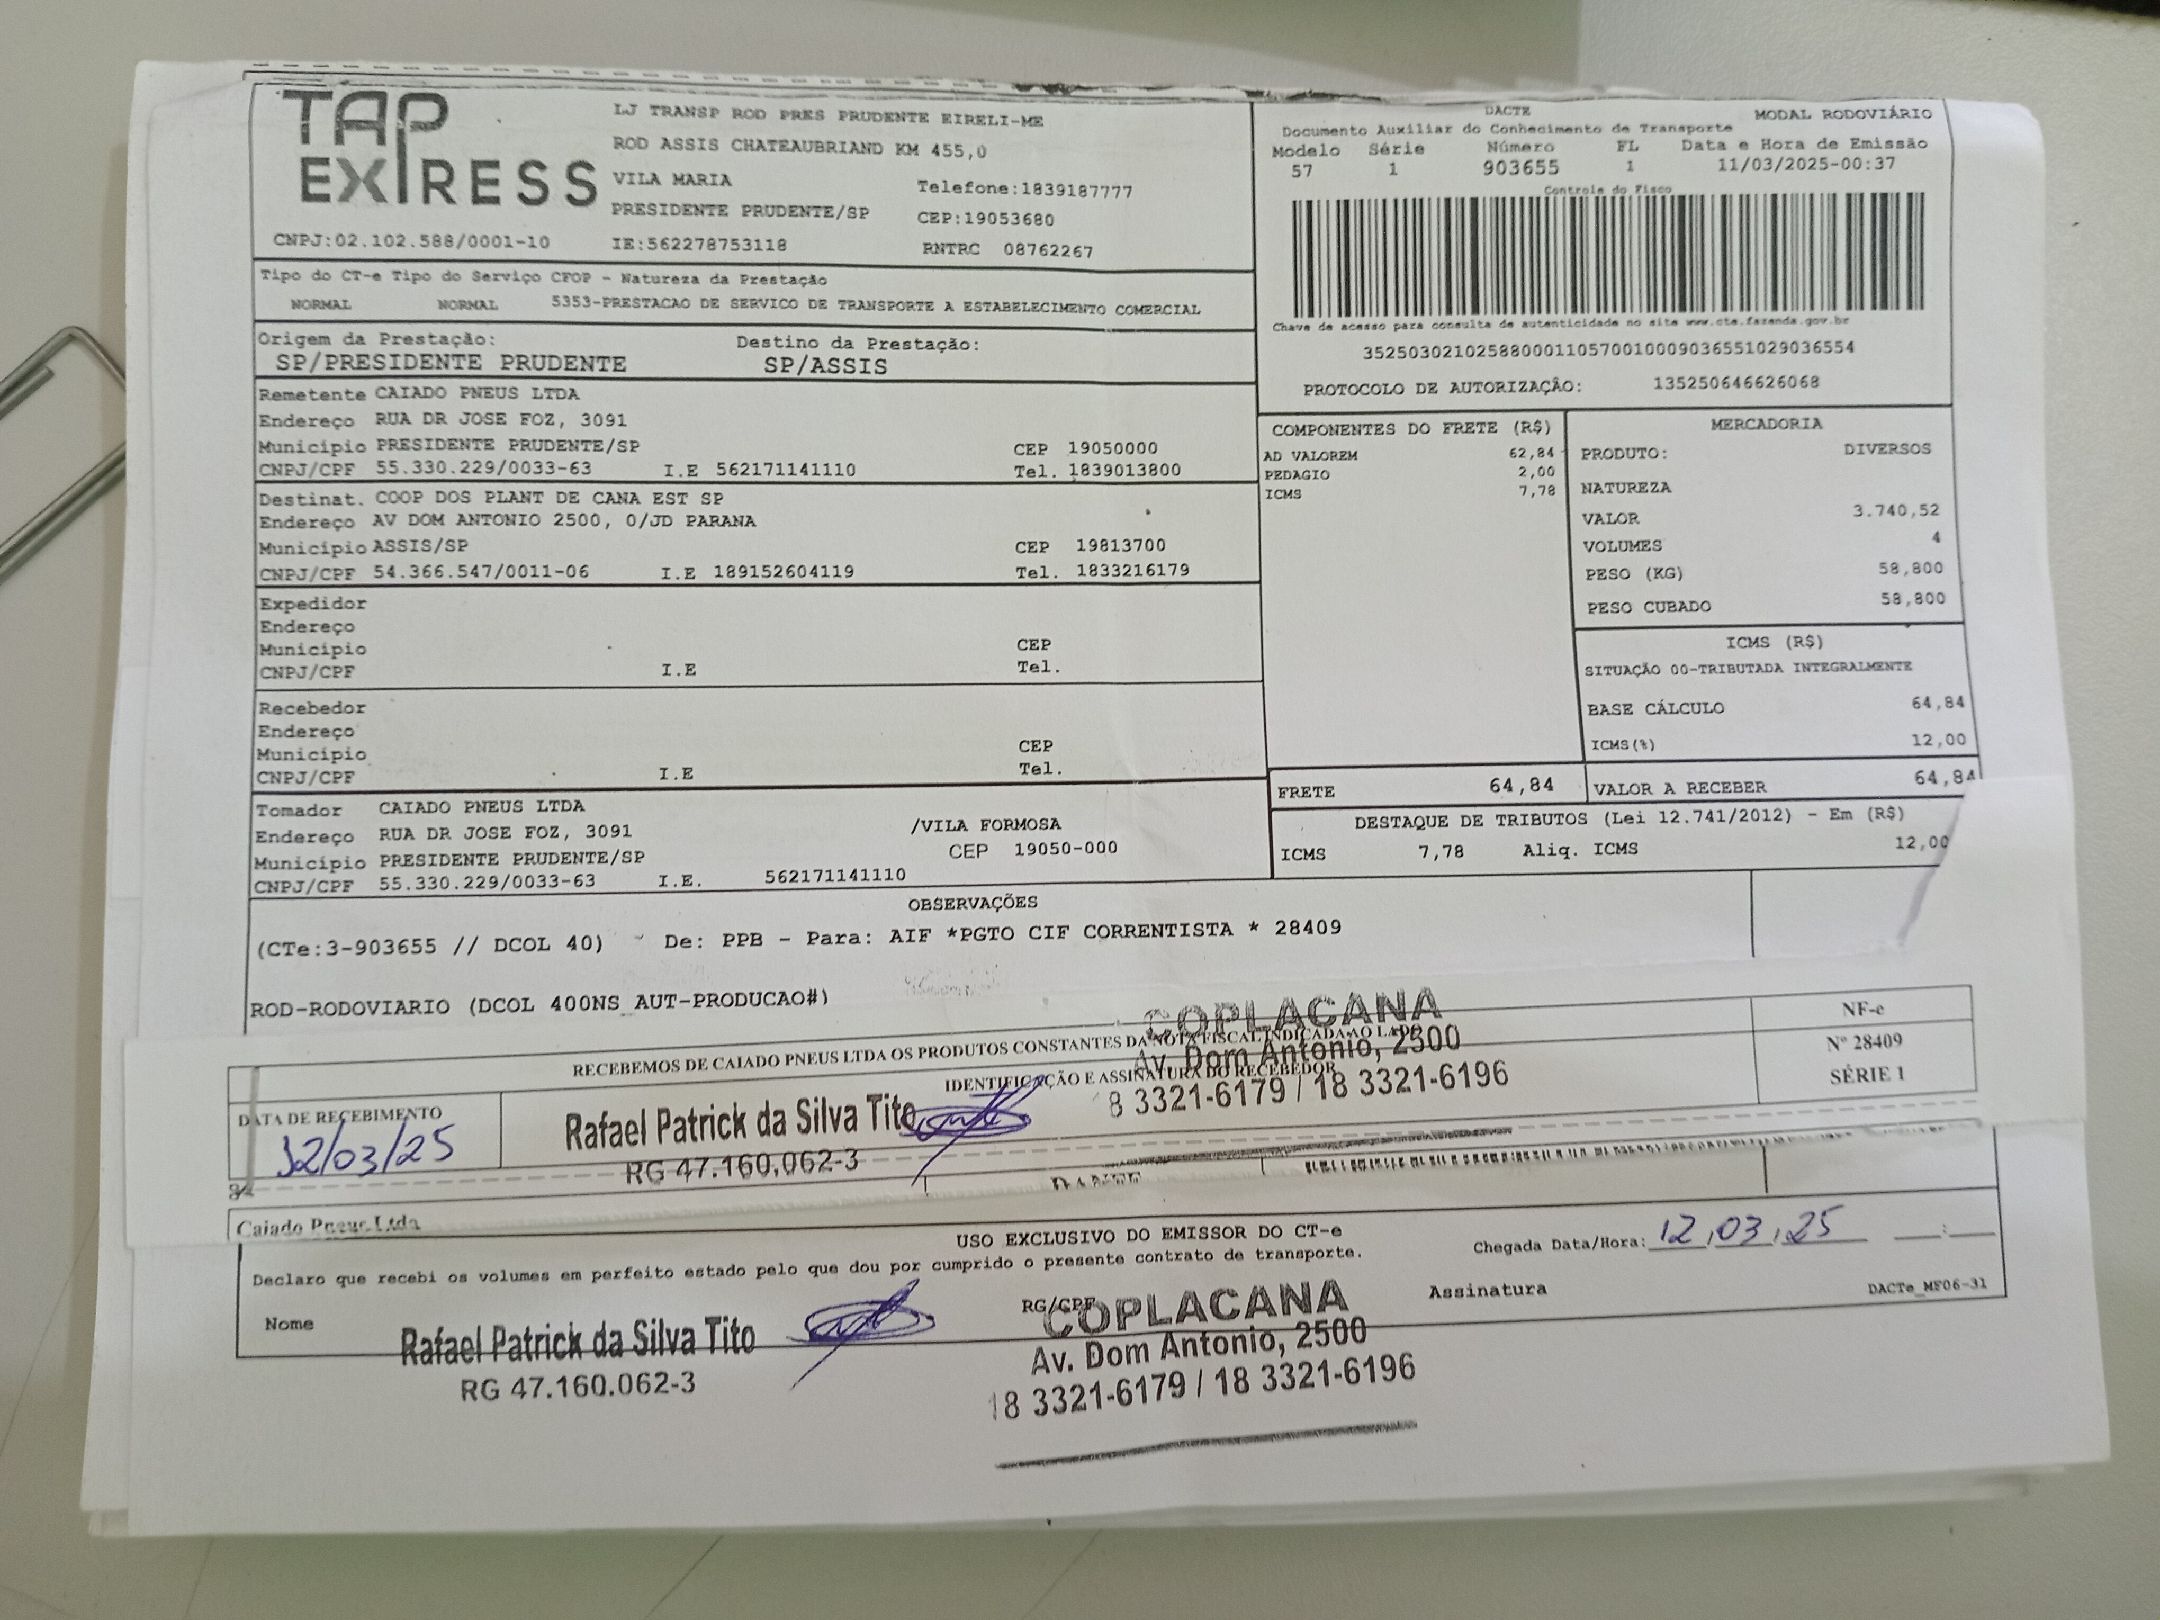 TAP
EXPRESS
LJ TRANSP ROD PRES PRUDENTE EIRELI-ME
ROD ASSIS CHATEAUBRIAND KM 455,0
VILA MARIA
Telefone:1839187777
PRESIDENTE PRUDENTE/SP CEP:19053680
CNPJ:02.102.588/0001-10 IE:562278753118 RNTRC 08762267
DACTE MODAL RODOVIÁRIO
Documento Auxiliar do Conhecimento de Transporte
Modelo Série Número FL Data e Hora de Emissão
57 1 903655 1 11/03/2025-00:37
Controle do Fisco
Chave de acesso para consulta de autenticidade no site www.cte.fazenda.gov.br
35250302102588000110570010009036551029036554
PROTOCOLO DE AUTORIZAÇÂO: 135250646626068
Tipo do CT-e Tipo do Serviço CFOP - Natureza da Prestação
NORMAL NORMAL 5353-PRESTACAO DE SERVICO DE TRANSPORTE A ESTABELECIMENTO COMERCIAL
Origem da Prestação: Destino da Prestação:
SP/PRESIDENTE PRUDENTE SP/ASSIS
Remetente CAIADO PNEUS LTDA
Endereço RUA DR JOSE FOZ, 3091
Município PRESIDENTE PRUDENTE/SP CEP 19050000
CNPJ/CPF 55.330.229/0033-63 I.E 562171141110 Tel. 1839013800
Destinat. COOP DOS PLANT DE CANA EST SP
Endereço AV DOM ANTONIO 2500, 0/JD PARANA
Município ASSIS/SP CEP 19813700
CNPJ/CPF 54.366.547/0011-06 I.E 189152604119 Tel. 1833216179
Expedidor
Endereço
Município CEP
CNPJ/CPF I.E Tel.
Recebedor
Endereço
Município CEP
CNPJ/CPF I.E Tel.
Tomador CAIADO PNEUS LTDA
Endereço RUA DR JOSE FOZ, 3091 /VILA FORMOSA
Município PRESIDENTE PRUDENTE/SP CEP 19050-000
CNPJ/CPF 55.330.229/0033-63 I.E. 562171141110
COMPONENTES DO FRETE (R$)
AD VALOREM 62,84
PEDAGIO 2,00
ICMS 7,78
MERCADORIA
PRODUTO: DIVERSOS
NATUREZA
VALOR 3.740,52
VOLUMES 4
PESO (KG) 58,800
PESO CUBADO 58,800
ICMS (R$)
SITUAÇÃO 00-TRIBUTADA INTEGRALMENTE
BASE CÁLCULO 64,84
ICMS(%) 12,00
FRETE 64,84 VALOR A RECEBER 64,84
DESTAQUE DE TRIBUTOS (Lei 12.741/2012) - Em (R$)
ICMS 7,78 Aliq. ICMS 12,00
OBSERVAÇÕES
(CTe:3-903655 // DCOL 40) De: PPB - Para: AIF *PGTO CIF CORRENTISTA * 28409
ROD-RODOVIARIO (DCOL 400NS_AUT-PRODUCAO#)
RECEBEMOS DE CAIADO PNEUS LTDA OS PRODUTOS CONSTANTES DA NOTA FISCAL INDICADA AO LADO
NF-e
Nº 28409
SÉRIE 1
COPLACANA
Av. Dom Antonio, 2500
8 3321-6179 / 18 3321-6196
DATA DE RECEBIMENTO
12/03/25
IDENTIFICAÇÃO E ASSINATURA DO RECEBEDOR
Rafael Patrick da Silva Tito
RG 47.160.062-3
DANFE
Caiado Pneus Ltda
USO EXCLUSIVO DO EMISSOR DO CT-e
Declaro que recebi os volumes em perfeito estado pelo que dou por cumprido o presente contrato de transporte.
Chegada Data/Hora: 12,03,25 :
Nome RG/CPF Assinatura DACTe_MF06-31
Rafael Patrick da Silva Tito
RG 47.160.062-3
COPLACANA
Av. Dom Antonio, 2500
18 3321-6179 / 18 3321-6196